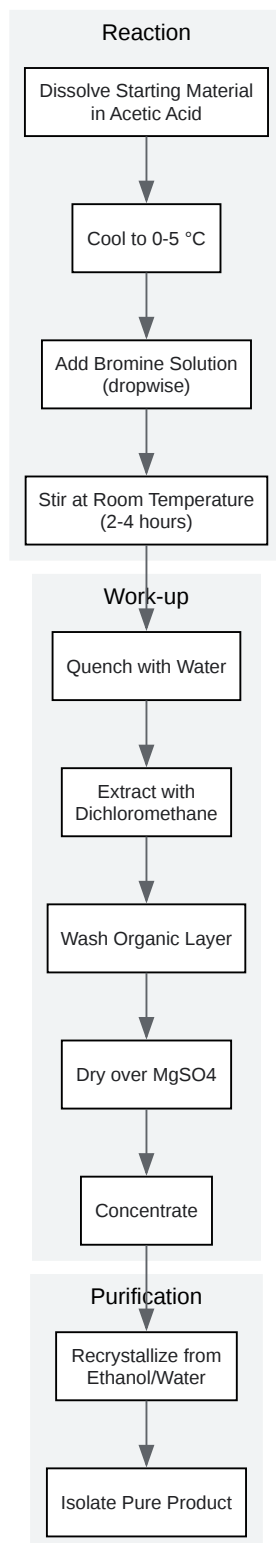 Reaction
Dissolve Starting Material
in Acetic Acid
Cool to 0-5 °C
Add Bromine Solution
(dropwise)
Stir at Room Temperature
(2-4 hours)
Work-up
Quench with Water
Extract with
Dichloromethane
Wash Organic Layer
Dry over MgSO4
Concentrate
Purification
Recrystallize from
Ethanol/Water
Isolate Pure Product